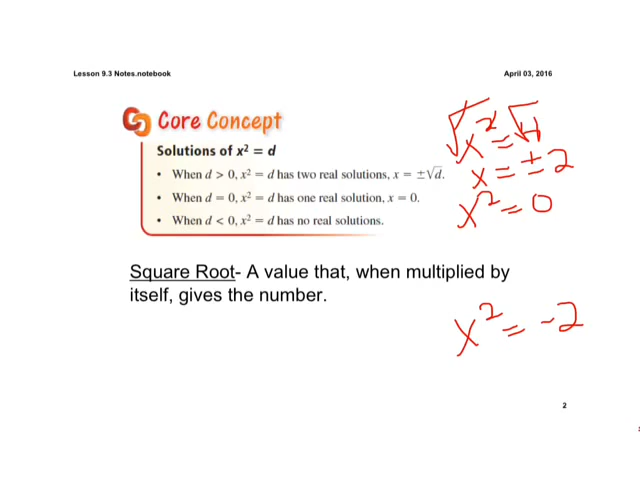 Lesson 9.3 Notes.notebook
April 03, 2016
Core Concept
Solutions of x² = d
• When d > 0, x² = d has two real solutions, x = ±√d.
• When d = 0, x² = d has one real solution, x = 0.
• When d < 0, x² = d has no real solutions.
√x² = √4
x = ± 2
x² = 0
Square Root- A value that, when multiplied by
itself, gives the number.
x² = -2
2